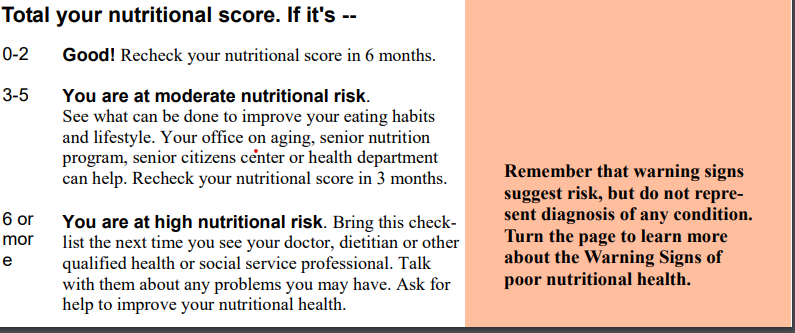 Total your nutritional score. If it's --
0-2 Good! Recheck your nutritional score in 6 months.
3-5 You are at moderate nutritional risk.
See what can be done to improve your eating habits
and lifestyle. Your office on aging, senior nutrition
program, senior citizens center or health department
can help. Recheck your nutritional score in 3 months.
6 or You are at high nutritional risk. Bring this check-
mor list the next time you see your doctor, dietitian or other
e qualified health or social service professional. Talk
with them about any problems you may have. Ask for
help to improve your nutritional health.
Remember that warning signs
suggest risk, but do not repre-
sent diagnosis of any condition.
Turn the page to learn more
about the Warning Signs of
poor nutritional health.